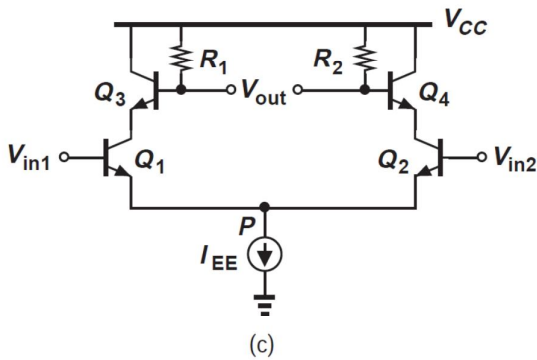 V_CC
R_1
R_2
Q_3
V_out
Q_4
V_in1
Q_1
Q_2
V_in2
P
I_EE
(c)